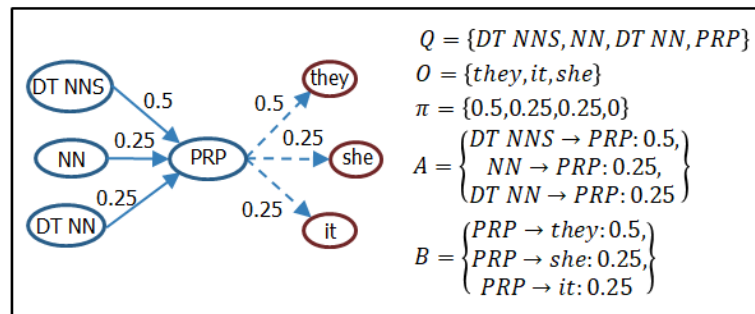 DT NNS
0.5
NN
0.25
DT NN
0.25
PRP
0.5
they
0.25
she
0.25
it
Q = {DT NNS, NN, DT NN, PRP}
O = {they, it, she}
π = {0.5,0.25,0.25,0}
A = {DT NNS → PRP: 0.5,
NN → PRP: 0.25,
DT NN → PRP: 0.25}
B = {PRP → they: 0.5,
PRP → she: 0.25,
PRP → it: 0.25}